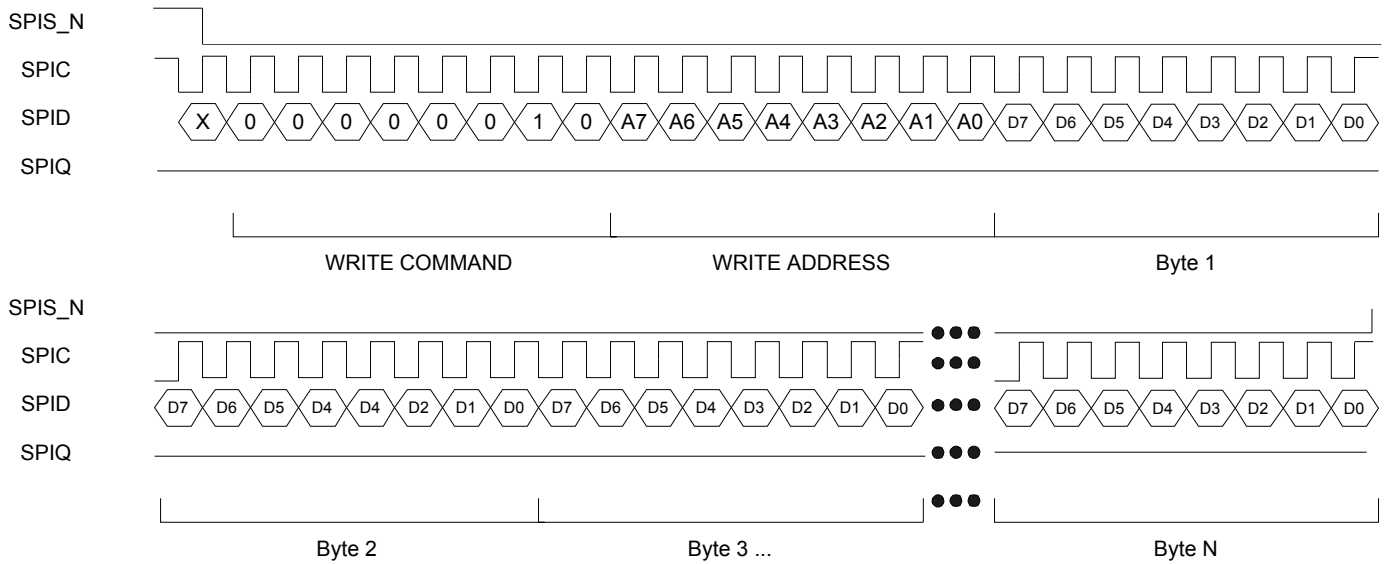 SPIS_N
SPIC
SPID X 0 0 0 0 0 0 1 0 A7 A6 A5 A4 A3 A2 A1 A0 D7 D6 D5 D4 D3 D2 D1 D0
SPIQ
WRITE COMMAND WRITE ADDRESS Byte 1
SPIS_N
SPIC
SPID D7 D6 D5 D4 D4 D2 D1 D0 D7 D6 D5 D4 D3 D2 D1 D0 D7 D6 D5 D4 D3 D2 D1 D0
SPIQ
Byte 2 Byte 3 ... Byte N